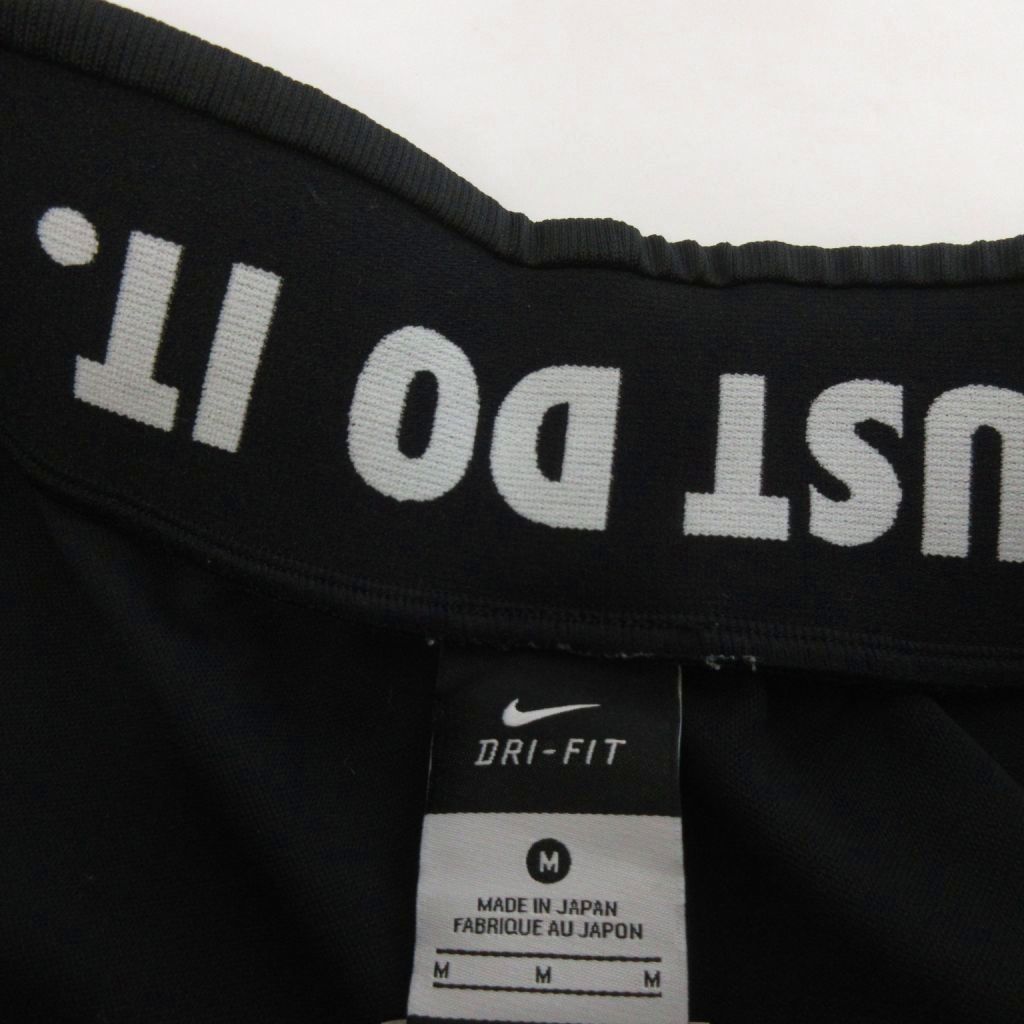 UST DO IT.
DRI-FIT
M
MADE IN JAPAN
FABRIQUE AU JAPON
M M M